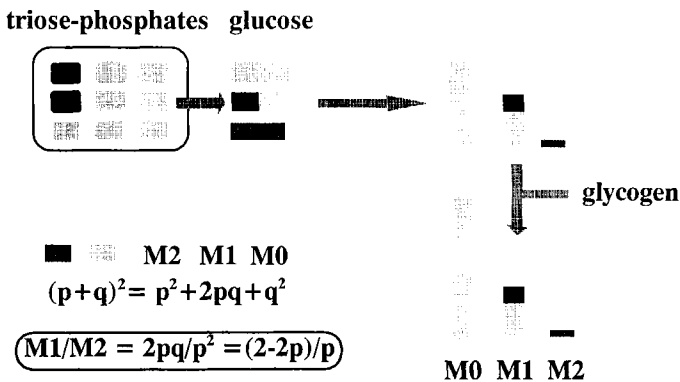 triose-phosphates glucose
glycogen
M2 M1 M0
(p+q)²= p²+2pq+q²
M1/M2 = 2pq/p² =(2-2p)/p
M0 M1 M2